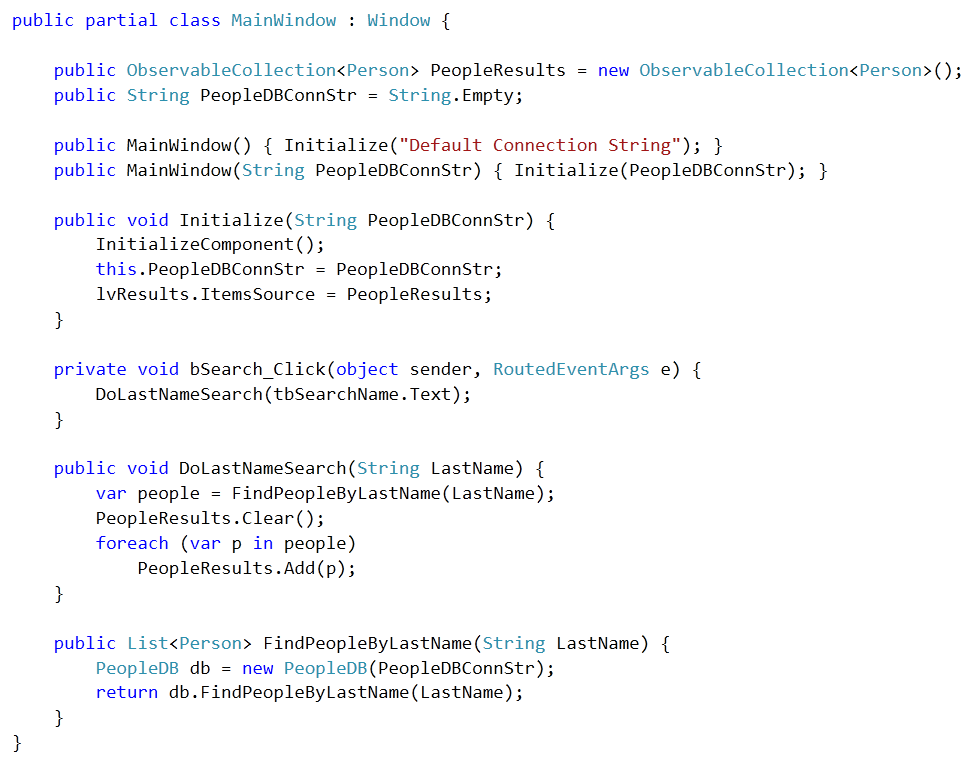 public partial class MainWindow : Window {

    public ObservableCollection<Person> PeopleResults = new ObservableCollection<Person>();
    public String PeopleDBConnStr = String.Empty;

    public MainWindow() { Initialize("Default Connection String"); }
    public MainWindow(String PeopleDBConnStr) { Initialize(PeopleDBConnStr); }

    public void Initialize(String PeopleDBConnStr) {
        InitializeComponent();
        this.PeopleDBConnStr = PeopleDBConnStr;
        lvResults.ItemsSource = PeopleResults;
    }

    private void bSearch_Click(object sender, RoutedEventArgs e) {
        DoLastNameSearch(tbSearchName.Text);
    }

    public void DoLastNameSearch(String LastName) {
        var people = FindPeopleByLastName(LastName);
        PeopleResults.Clear();
        foreach (var p in people)
            PeopleResults.Add(p);
    }

    public List<Person> FindPeopleByLastName(String LastName) {
        PeopleDB db = new PeopleDB(PeopleDBConnStr);
        return db.FindPeopleByLastName(LastName);
    }
}